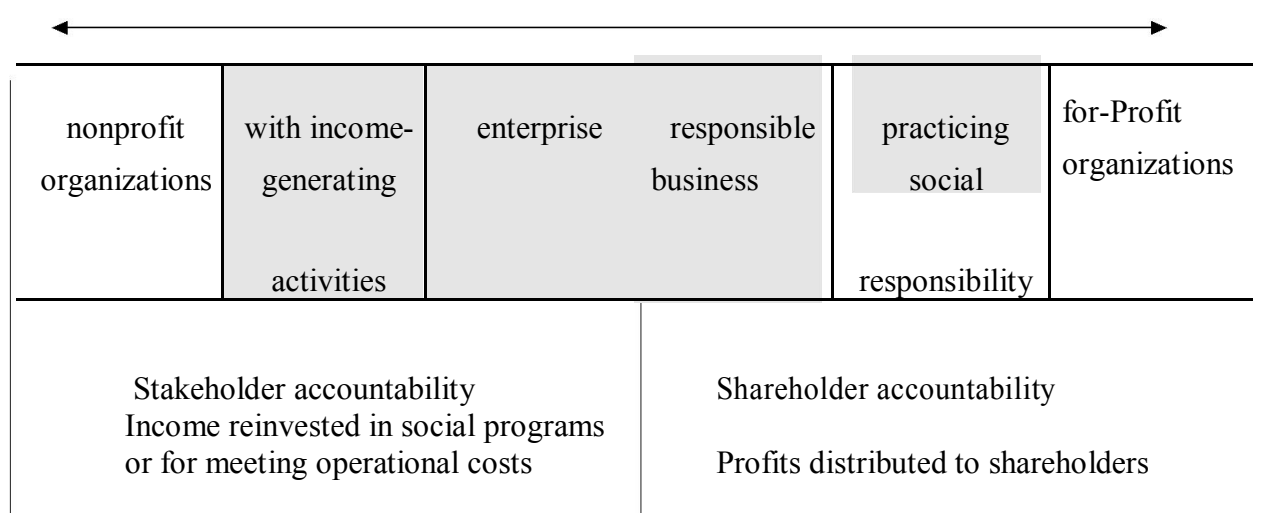 nonprofit
organizations
with income-
generating
activities
enterprise
responsible
business
practicing
social
responsibility
for-Profit
organizations
Stakeholder accountability
Income reinvested in social programs
or for meeting operational costs
Shareholder accountability
Profits distributed to shareholders